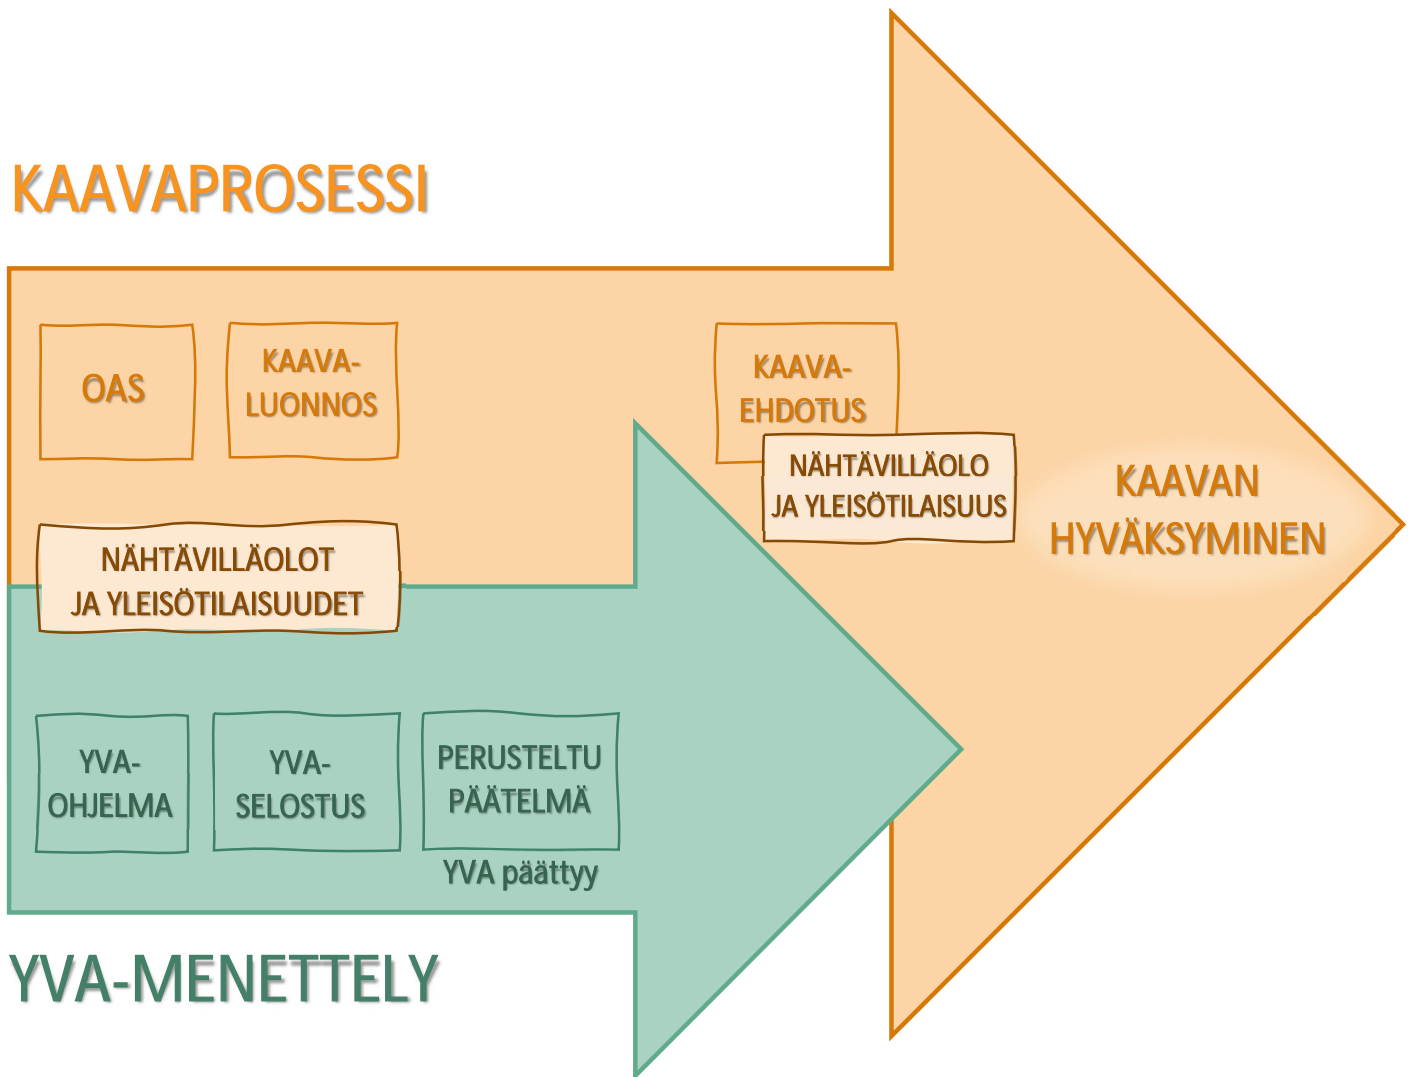 KAAVAPROSESSI
OAS
KAAVA-
LUONNOS
KAAVA-
EHDOTUS
NÄHTÄVILLÄOLO
JA YLEISÖTILAISUUS
KAAVAN
HYVÄKSYMINEN
NÄHTÄVILLÄOLOT
JA YLEISÖTILAISUUDET
YVA-
OHJELMA
YVA-
SELOSTUS
PERUSTELTU
PÄÄTELMÄ
YVA päättyy
YVA-MENETTELY